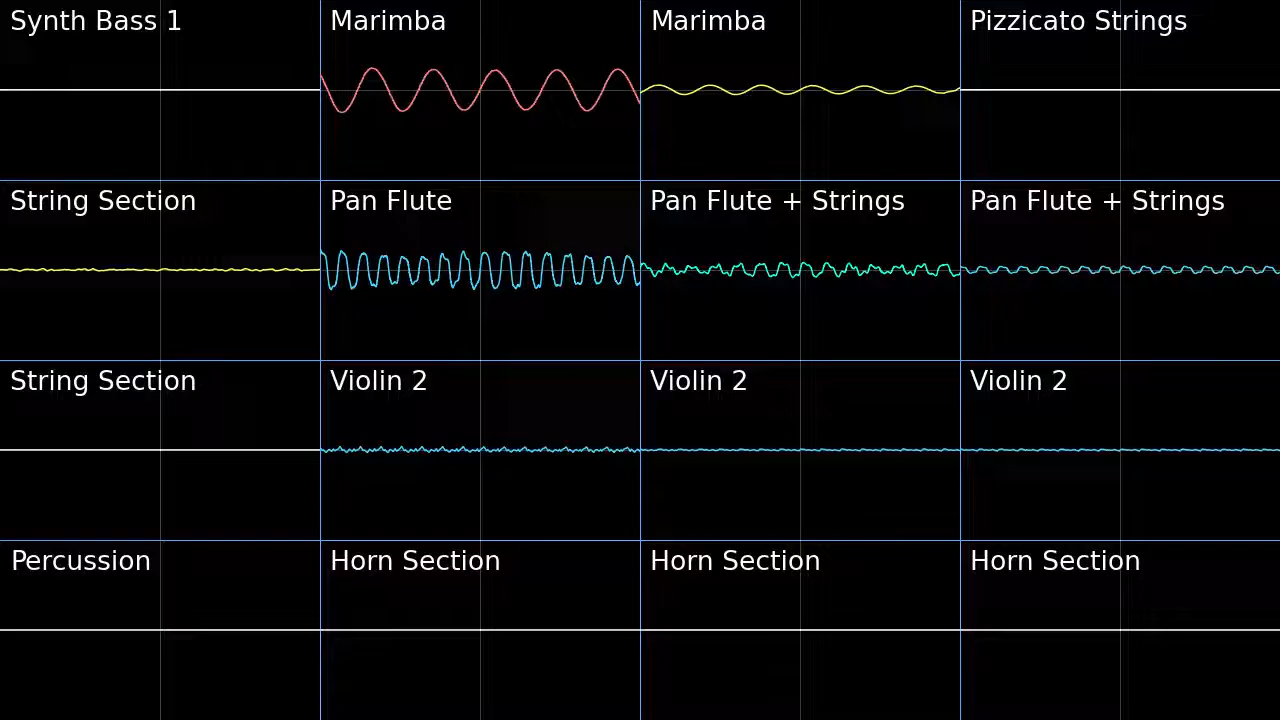 Synth Bass 1
Marimba
Marimba
Pizzicato Strings
String Section
Pan Flute
Pan Flute + Strings
Pan Flute + Strings
String Section
Violin 2
Violin 2
Violin 2
Percussion
Horn Section
Horn Section
Horn Section